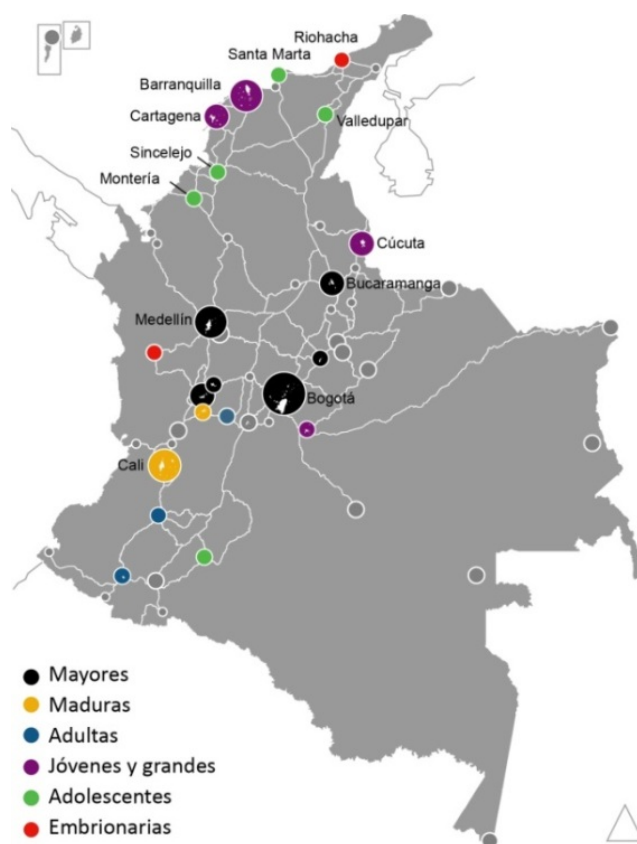 Riohacha
Santa Marta
Barranquilla
Cartagena
Valledupar
Sincelejo
Montería
Cúcuta
Bucaramanga
Medellín
Bogotá
Cali
Mayores
Maduras
Adultas
Jóvenes y grandes
Adolescentes
Embrionarias